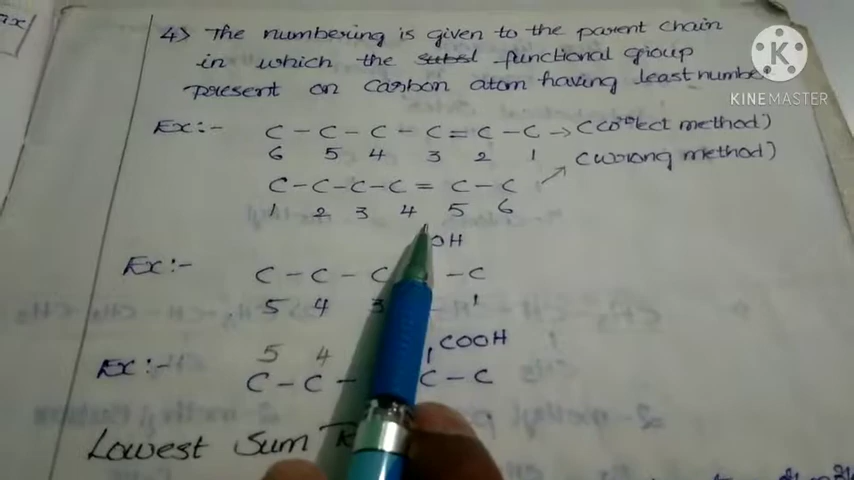 4> The numbering is given to the parent chain
in which the subst functional group
present on carbon atom having least number
KINEMASTER
Ex:- C - C - C - C = C - C → (correct method)
6 5 4 3 2 1
(wrong method)
C - C - C - C = C - C
1 2 3 4 5 6
OH
Ex:- C - C - C - C
5 4 3 1
5 4 COOH
Ex:- C - C - C - C
Lowest Sum